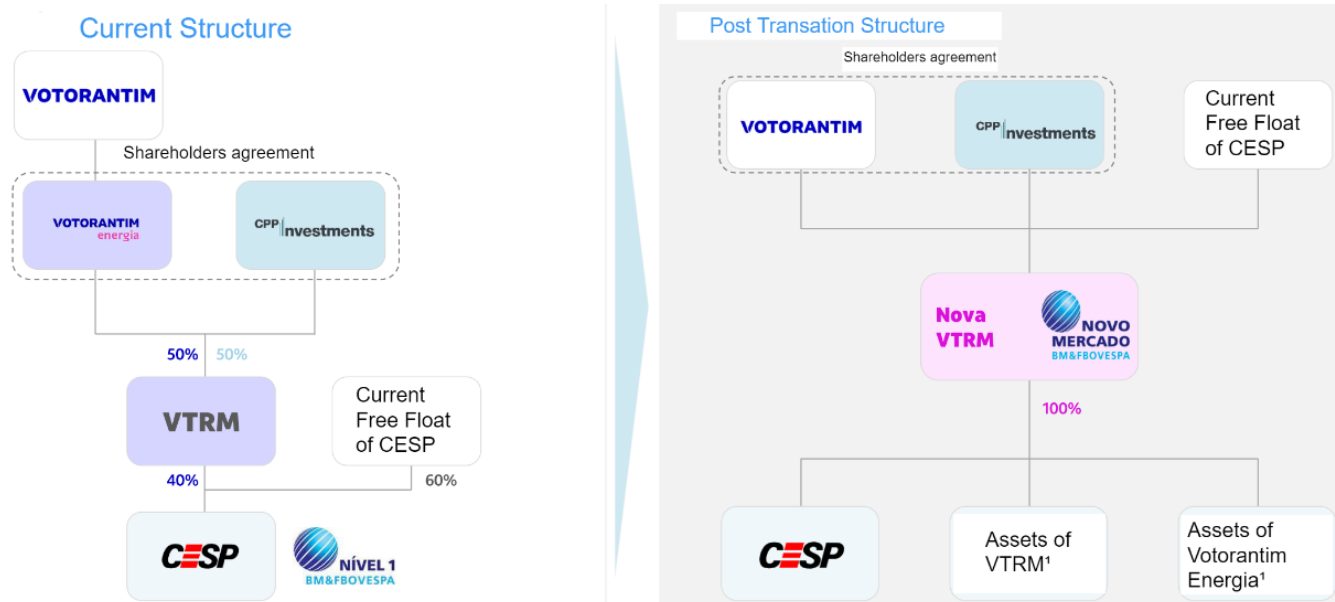 Current Structure
VOTORANTIM
Shareholders agreement
VOTORANTIM
energia
CPP Investments
50%
50%
VTRM
Current
Free Float
of CESP
40%
60%
CESP
NÍVEL 1
BM&FBOVESPA
Post Transation Structure
Shareholders agreement
VOTORANTIM
CPP Investments
Current
Free Float
of CESP
Nova
VTRM
NOVO
MERCADO
BM&FBOVESPA
100%
CESP
Assets of
VTRM¹
Assets of
Votorantim
Energia¹